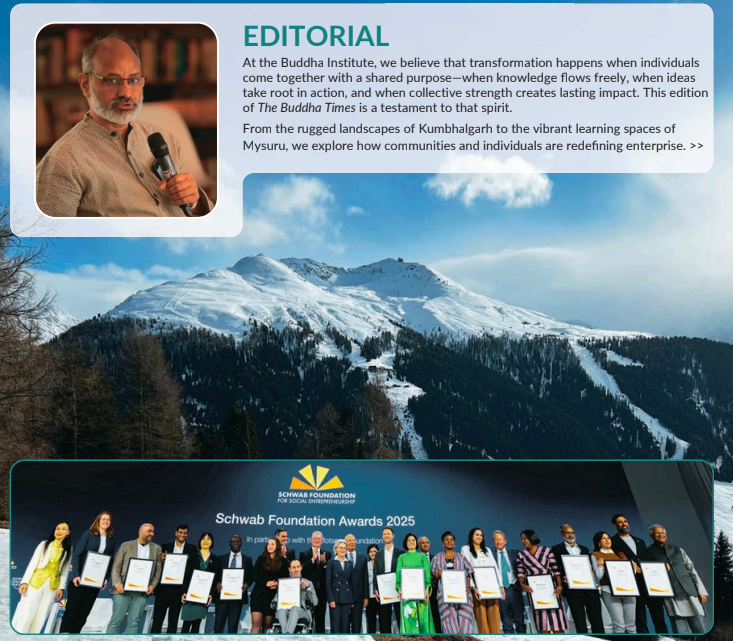 EDITORIAL
At the Buddha Institute, we believe that transformation happens when individuals
come together with a shared purpose—when knowledge flows freely, when ideas
take root in action, and when collective strength creates lasting impact. This edition
of The Buddha Times is a testament to that spirit.
From the rugged landscapes of Kumbhalgarh to the vibrant learning spaces of
Mysuru, we explore how communities and individuals are redefining enterprise. >>
SCHWAB FOUNDATION
FOR SOCIAL ENTREPRENEURSHIP
Schwab Foundation Awards 2025
In with the Foundation